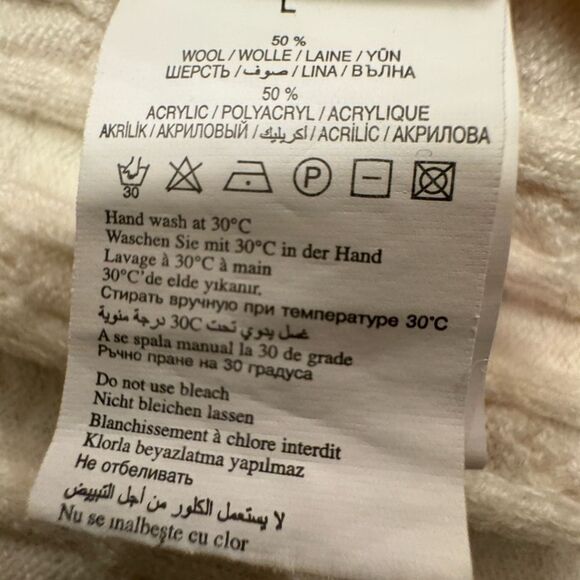 L
50 %
WOOL / WOLLE / LAINE / YÜN
ШЕРСТЬ / صوف / LINA / ВЪЛНА
50 %
ACRYLIC / POLYACRYL / ACRYLIQUE
AKRİLİK / АКРИЛОВЫЙ / اكريليك / ACRİLİC / АКРИЛОВА
30 P
Hand wash at 30°C
Waschen Sie mit 30°C in der Hand
Lavage à 30°C à main
30°C'de elde yıkanır.
Стирать вручную при температуре 30°C
غسل يدوي تحت 30C درجة مئوية
A se spala manual la 30 de grade
Ръчно пране на 30 градуса
Do not use bleach
Nicht bleichen lassen
Blanchissement à chlore interdit
Klorla beyazlatma yapılmaz
Не отбеливать
لا يستعمل الكلور من أجل التبييض
Nu se inalbeşte cu clor